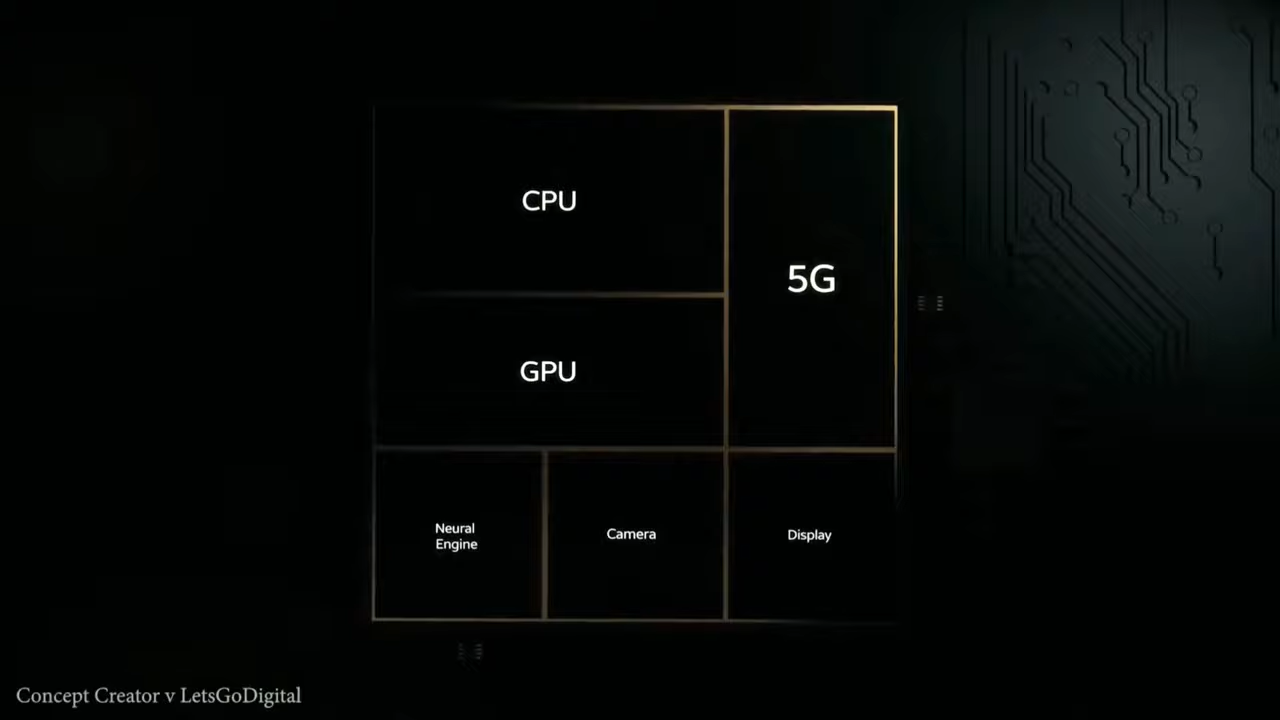 CPU
5G
GPU
Neural
Engine
Camera
Display
Concept Creator v LetsGoDigital